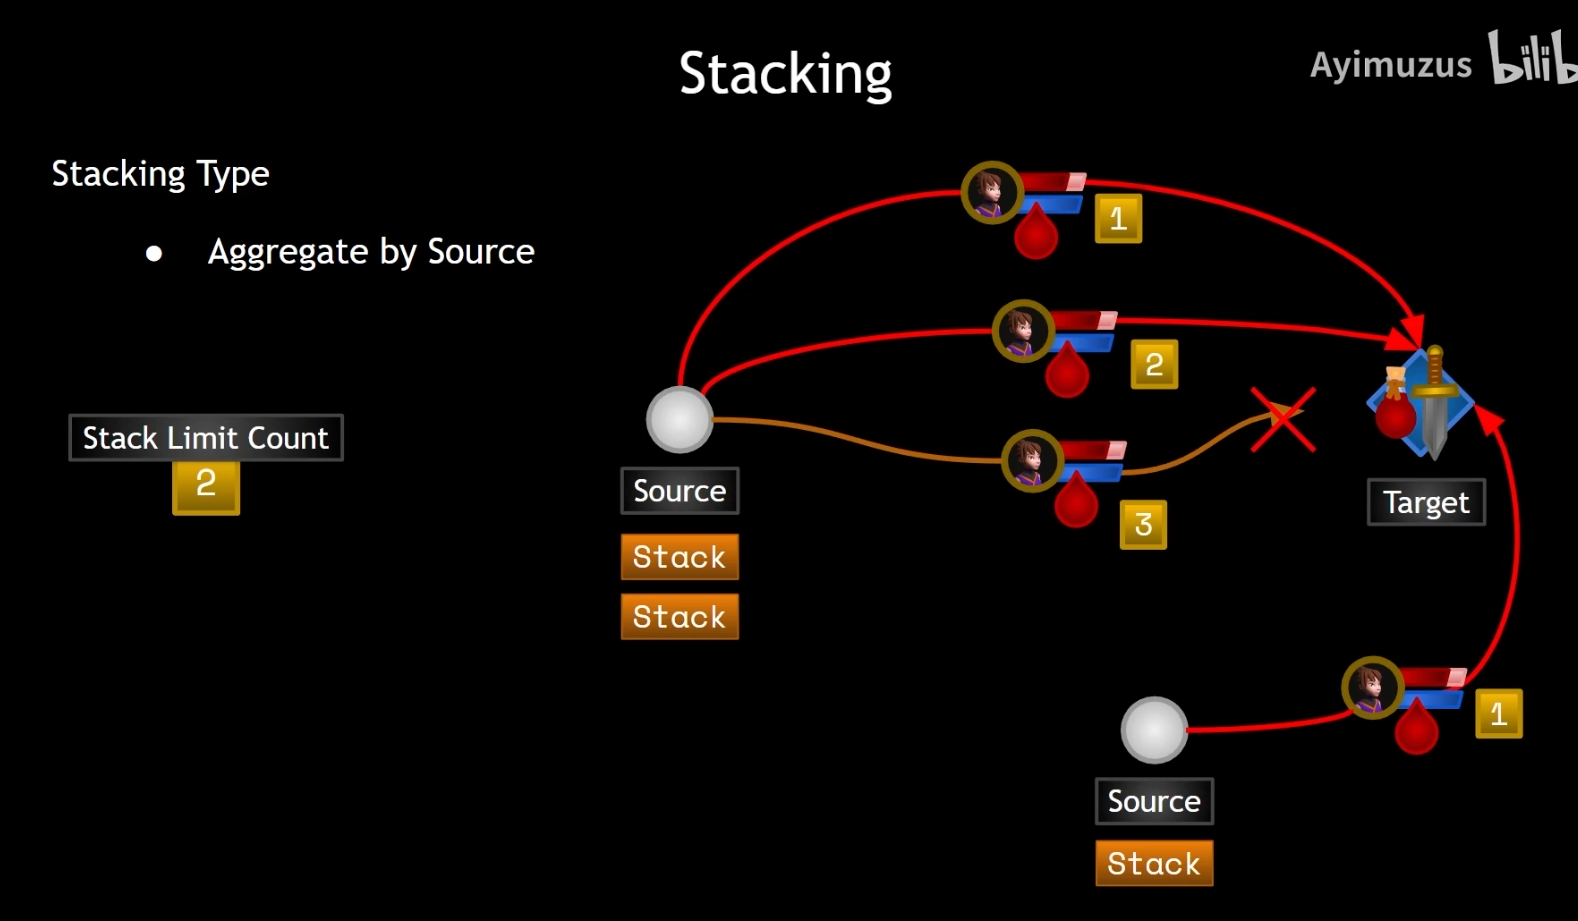 Stacking
Ayimuzus
Stacking Type
● Aggregate by Source
1
2
Stack Limit Count
2
3
Source
Target
Stack
Stack
1
Source
Stack